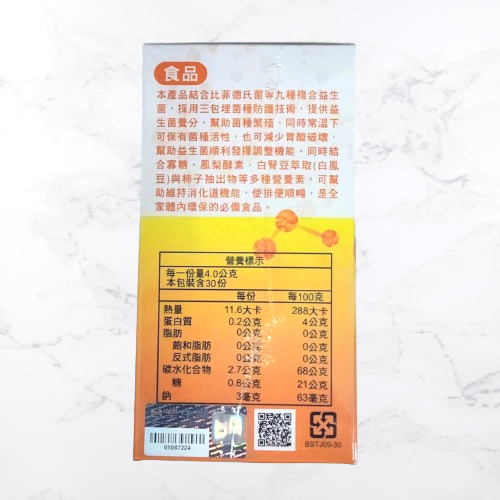 食品
本產品結合比菲德氏菌等九種複合益生
菌，採用三包埋菌種防護技術，提供益
生菌養分，幫助菌種繁殖、同時常溫下
可保有菌種活性，也可減少胃酸破壞，
幫助益生菌順利發揮調整機能。同時結
合寡糖、鳳梨酵素、白腎豆萃取(白鳳
豆)與柿子抽出物等多種營養素，可幫
助維持消化道機能，使排便順暢，是全
家體內環保的必備食品。
營養標示
每一份量4.0公克
本包裝含30份
每份 每100克
熱量 11.6大卡 288大卡
蛋白質 0.2公克 4公克
脂肪 0公克 0公克
飽和脂肪 0公克 0公克
反式脂肪 0公克 0公克
碳水化合物 2.7公克 68公克
糖 0.8公克 21公克
鈉 3毫克 63毫克
01087224
BSTJ09-30